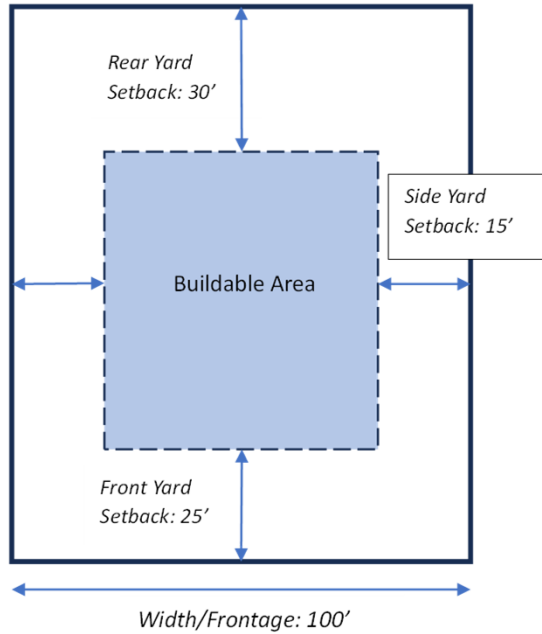 Rear Yard
Setback: 30’
Side Yard
Setback: 15’
Buildable Area
Front Yard
Setback: 25’
Width/Frontage: 100’